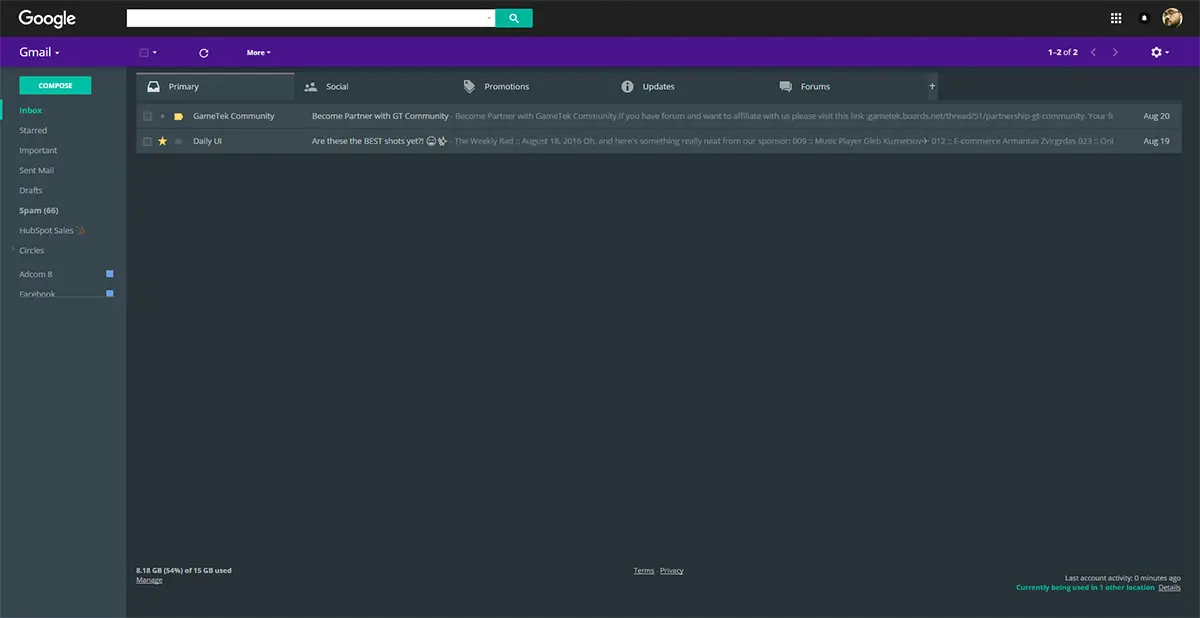 Google
Gmail
More
1–2 of 2
COMPOSE
Inbox
Starred
Important
Sent Mail
Drafts
Spam (66)
HubSpot Sales
Circles
Adcom 8
Facebook
Primary Social Promotions Updates Forums +
GameTek Community Become Partner with GT Community - Become Partner with GameTek Community.If you have forum and want to affiliate with us please visit this link :gametek.boards.net/thread/51/partnership-gt-community. Your fo Aug 20
Daily UI Are these the BEST shots yet?! - The Weekly Rad :: August 18, 2016 Oh, and here's something really neat from our sponsor: 009 :: Music Player Gleb Kuznetsov✈ 012 :: E-commerce Armantas Zvirgzdas 023 :: Onl Aug 19
8.18 GB (54%) of 15 GB used
Manage
Terms - Privacy
Last account activity: 0 minutes ago
Currently being used in 1 other location Details